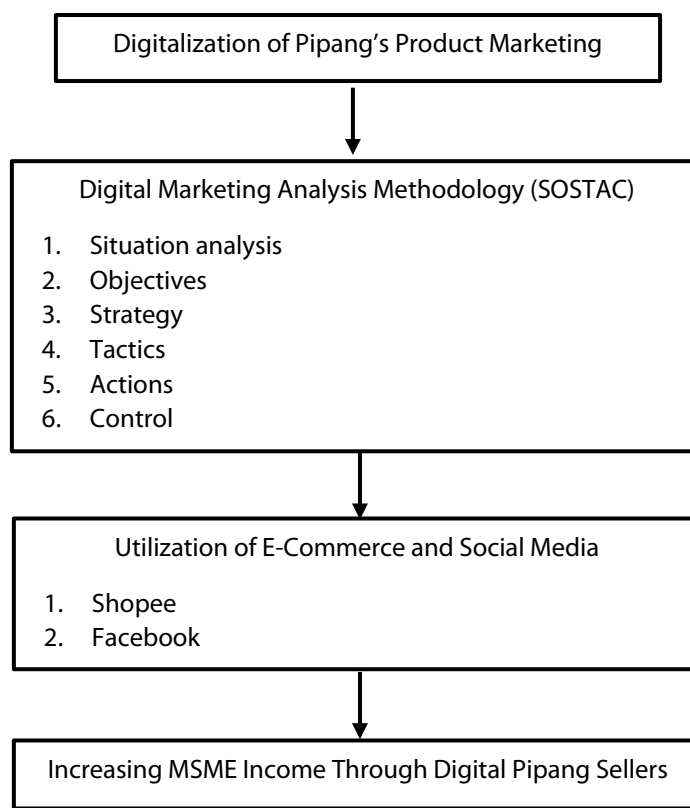 Digitalization of Pipang’s Product Marketing
Digital Marketing Analysis Methodology (SOSTAC)
1. Situation analysis
2. Objectives
3. Strategy
4. Tactics
5. Actions
6. Control
Utilization of E-Commerce and Social Media
1. Shopee
2. Facebook
Increasing MSME Income Through Digital Pipang Sellers